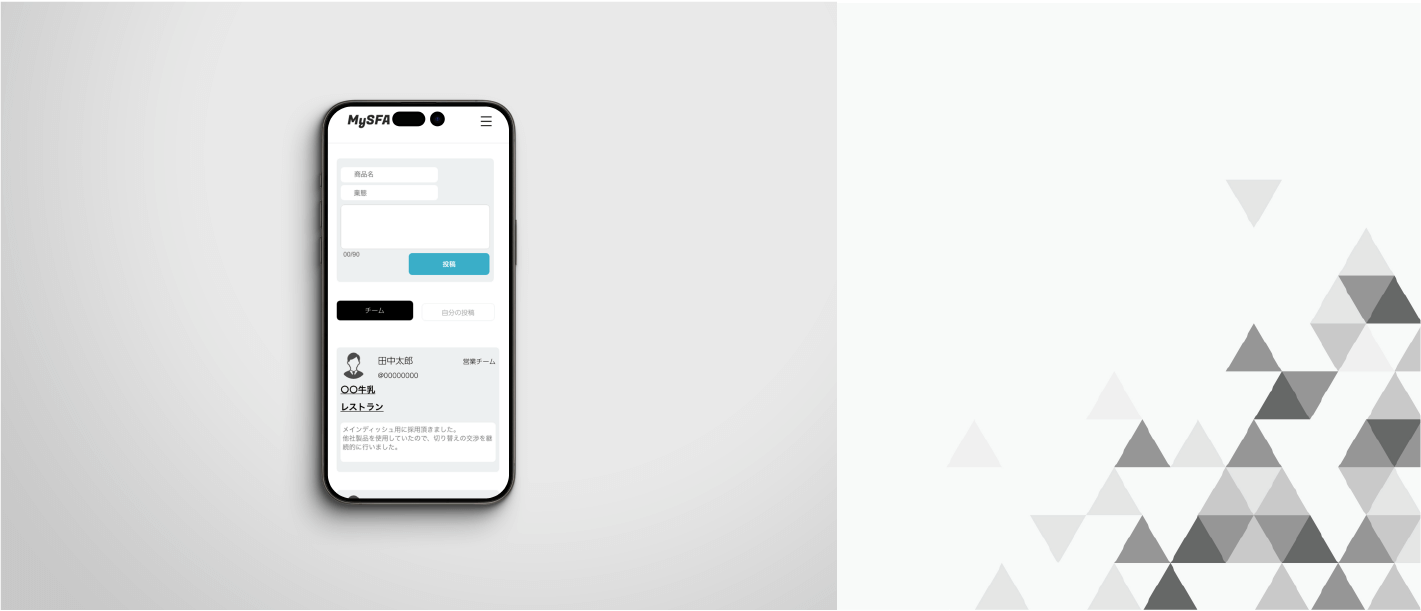 MySFA
商品名
業態
00/90
投稿
チーム
自分の投稿
田中太郎
営業チーム
@00000000
〇〇牛乳
レストラン
メインディッシュ用に採用頂きました。
他社製品を使用していたので、切り替えの交渉を継
続的に行いました。